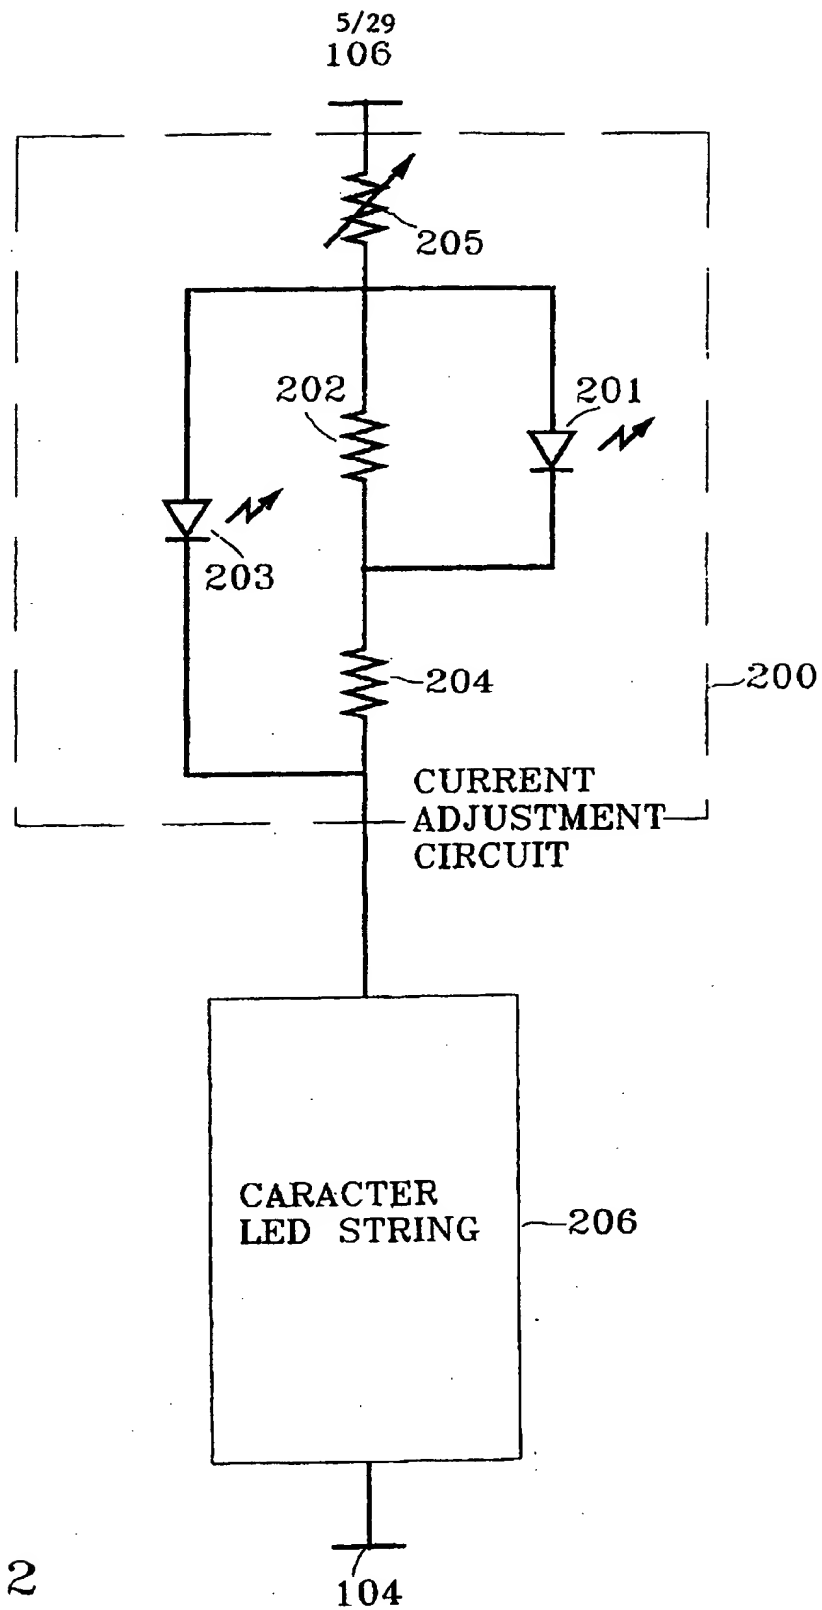 5/29
106
205
202
201
203
204
200
CURRENT
ADJUSTMENT
CIRCUIT
CARACTER
LED STRING
206
104
2